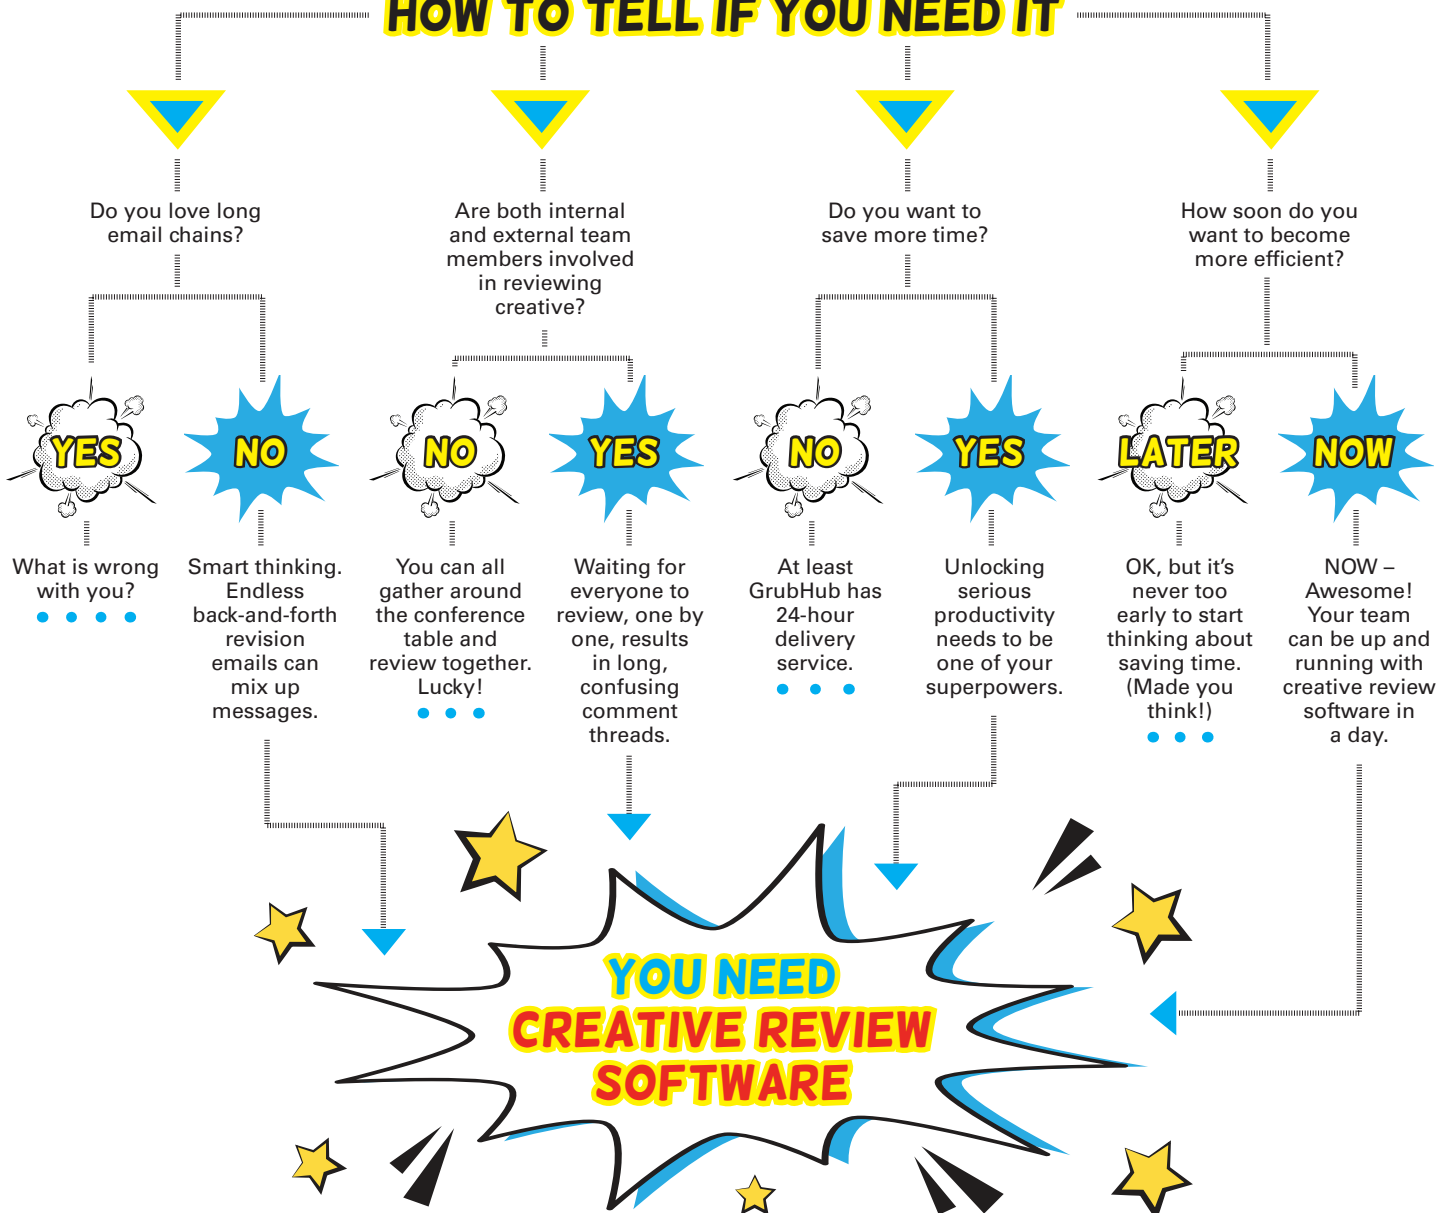 HOW TO TELL IF YOU NEED IT
Do you love long
email chains?
Are both internal
and external team
members involved
in reviewing
creative?
Do you want to
save more time?
How soon do you
want to become
more efficient?
YES
NO
NO
YES
NO
YES
LATER
NOW
What is wrong
with you?
Smart thinking.
Endless
back-and-forth
revision
emails can
mix up
messages.
You can all
gather around
the conference
table and
review together.
Lucky!
Waiting for
everyone to
review, one by
one, results
in long,
confusing
comment
threads.
At least
GrubHub has
24-hour
delivery
service.
Unlocking
serious
productivity
needs to be
one of your
superpowers.
OK, but it’s
never too
early to start
thinking about
saving time.
(Made you
think!)
NOW –
Awesome!
Your team
can be up and
running with
creative review
software in
a day.
YOU NEED
CREATIVE REVIEW
SOFTWARE